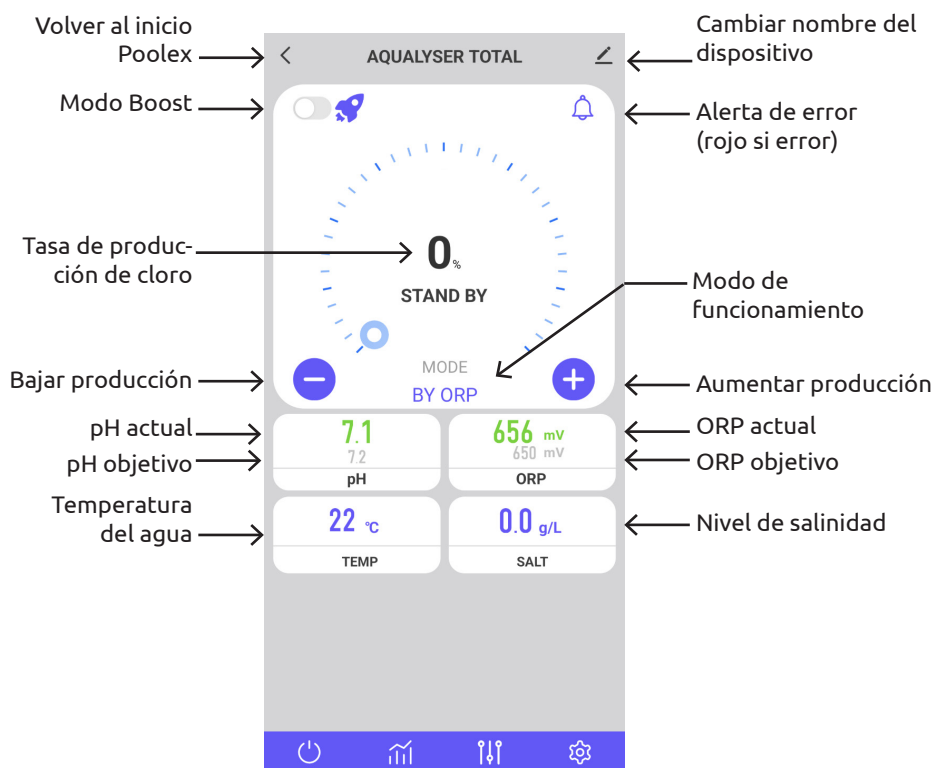 Volver al inicio
Poolex
Cambiar nombre del
dispositivo
AQUALYSER TOTAL
Modo Boost
Alerta de error
(rojo si error)
Tasa de produc-
ción de cloro
0 %
STAND BY
Modo de
funcionamiento
MODE
BY ORP
Bajar producción
Aumentar producción
pH actual
pH objetivo
7.1
7.2
pH
656 mV
650 mV
ORP
ORP actual
ORP objetivo
Temperatura
del agua
22 °C
TEMP
0.0 g/L
SALT
Nivel de salinidad